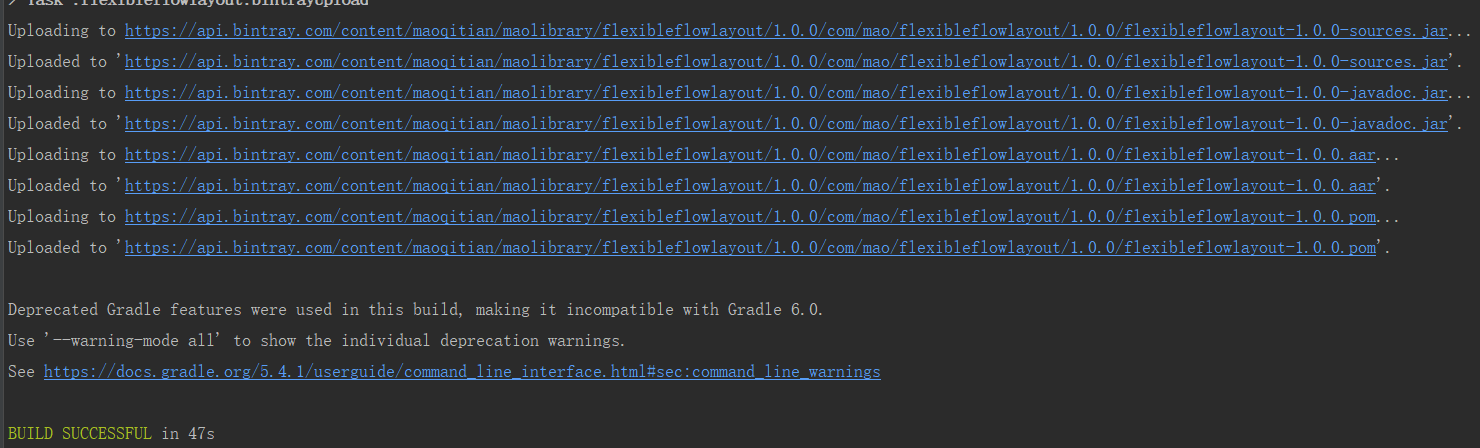 > Task :flexibleflowlayout:bintrayUpload
Uploading to https://api.bintray.com/content/maoqitian/maolibrary/flexibleflowlayout/1.0.0/com/mao/flexibleflowlayout/1.0.0/flexibleflowlayout-1.0.0-sources.jar...
Uploaded to 'https://api.bintray.com/content/maoqitian/maolibrary/flexibleflowlayout/1.0.0/com/mao/flexibleflowlayout/1.0.0/flexibleflowlayout-1.0.0-sources.jar'.
Uploading to https://api.bintray.com/content/maoqitian/maolibrary/flexibleflowlayout/1.0.0/com/mao/flexibleflowlayout/1.0.0/flexibleflowlayout-1.0.0-javadoc.jar...
Uploaded to 'https://api.bintray.com/content/maoqitian/maolibrary/flexibleflowlayout/1.0.0/com/mao/flexibleflowlayout/1.0.0/flexibleflowlayout-1.0.0-javadoc.jar'.
Uploading to https://api.bintray.com/content/maoqitian/maolibrary/flexibleflowlayout/1.0.0/com/mao/flexibleflowlayout/1.0.0/flexibleflowlayout-1.0.0.aar...
Uploaded to 'https://api.bintray.com/content/maoqitian/maolibrary/flexibleflowlayout/1.0.0/com/mao/flexibleflowlayout/1.0.0/flexibleflowlayout-1.0.0.aar'.
Uploading to https://api.bintray.com/content/maoqitian/maolibrary/flexibleflowlayout/1.0.0/com/mao/flexibleflowlayout/1.0.0/flexibleflowlayout-1.0.0.pom...
Uploaded to 'https://api.bintray.com/content/maoqitian/maolibrary/flexibleflowlayout/1.0.0/com/mao/flexibleflowlayout/1.0.0/flexibleflowlayout-1.0.0.pom'.
Deprecated Gradle features were used in this build, making it incompatible with Gradle 6.0.
Use '--warning-mode all' to show the individual deprecation warnings.
See https://docs.gradle.org/5.4.1/userguide/command_line_interface.html#sec:command_line_warnings
BUILD SUCCESSFUL in 47s